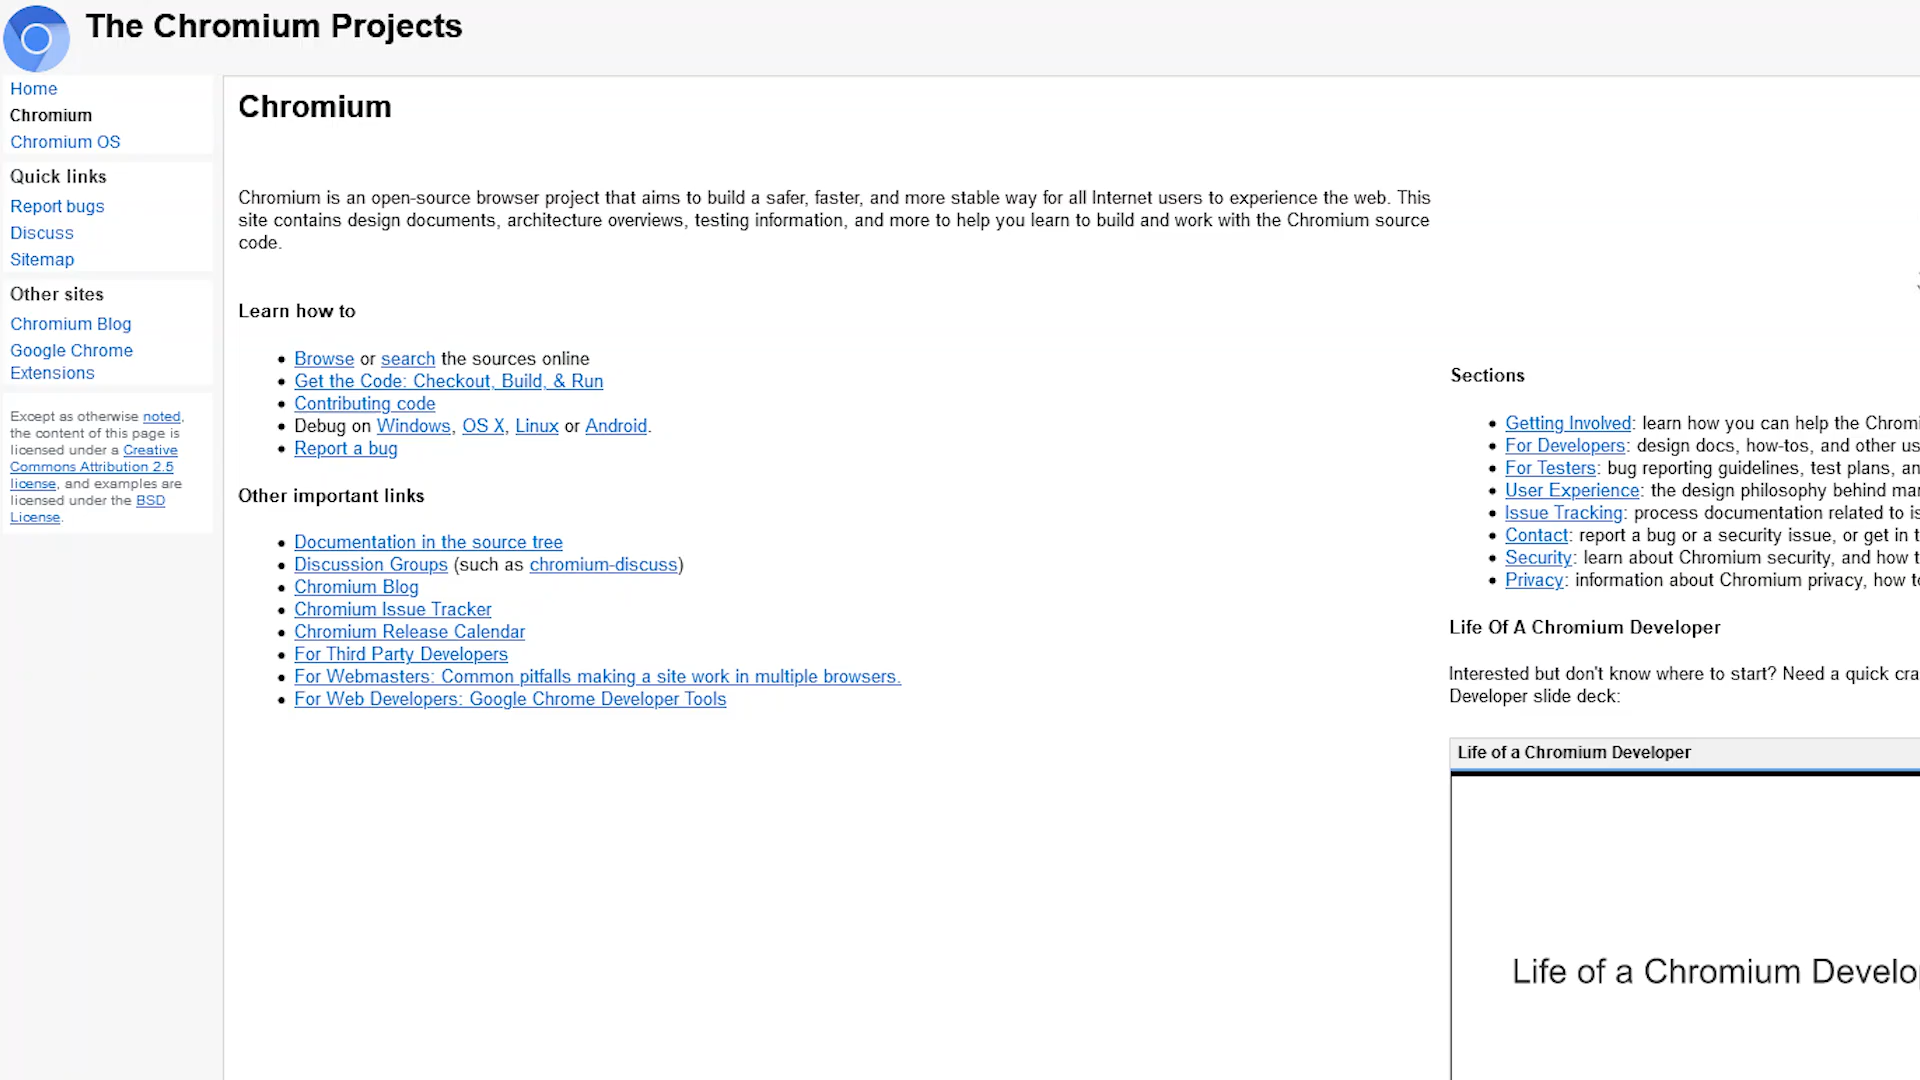 The Chromium Projects
Home
Chromium
Chromium OS
Quick links
Report bugs
Discuss
Sitemap
Other sites
Chromium Blog
Google Chrome
Extensions
Except as otherwise noted,
the content of this page is
licensed under a Creative
Commons Attribution 2.5
license, and examples are
licensed under the BSD
License.
Chromium
Chromium is an open-source browser project that aims to build a safer, faster, and more stable way for all Internet users to experience the web. This
site contains design documents, architecture overviews, testing information, and more to help you learn to build and work with the Chromium source
code.
Learn how to
Browse or search the sources online
Get the Code: Checkout, Build, & Run
Contributing code
Debug on Windows, OS X, Linux or Android.
Report a bug
Other important links
Documentation in the source tree
Discussion Groups (such as chromium-discuss)
Chromium Blog
Chromium Issue Tracker
Chromium Release Calendar
For Third Party Developers
For Webmasters: Common pitfalls making a site work in multiple browsers.
For Web Developers: Google Chrome Developer Tools
Sections
Getting Involved: learn how you can help the Chromi
For Developers: design docs, how-tos, and other us
For Testers: bug reporting guidelines, test plans, an
User Experience: the design philosophy behind
Issue Tracking: process documentation related to is
Contact: report a bug or a security issue, or get in t
Security: learn about Chromium security, and how t
Privacy: information about Chromium privacy, how to
Life Of A Chromium Developer
Interested but don't know where to start? Need a quick cra
Developer slide deck:
Life of a Chromium Developer
Life of a Chromium Develo